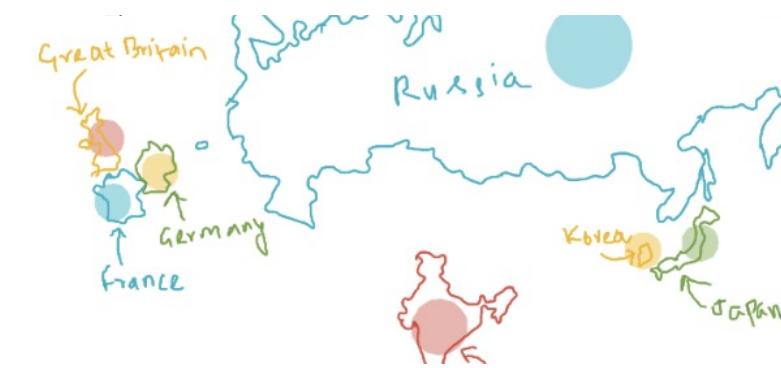 Great Britain
Russia
Germany
France
Korea
Japan